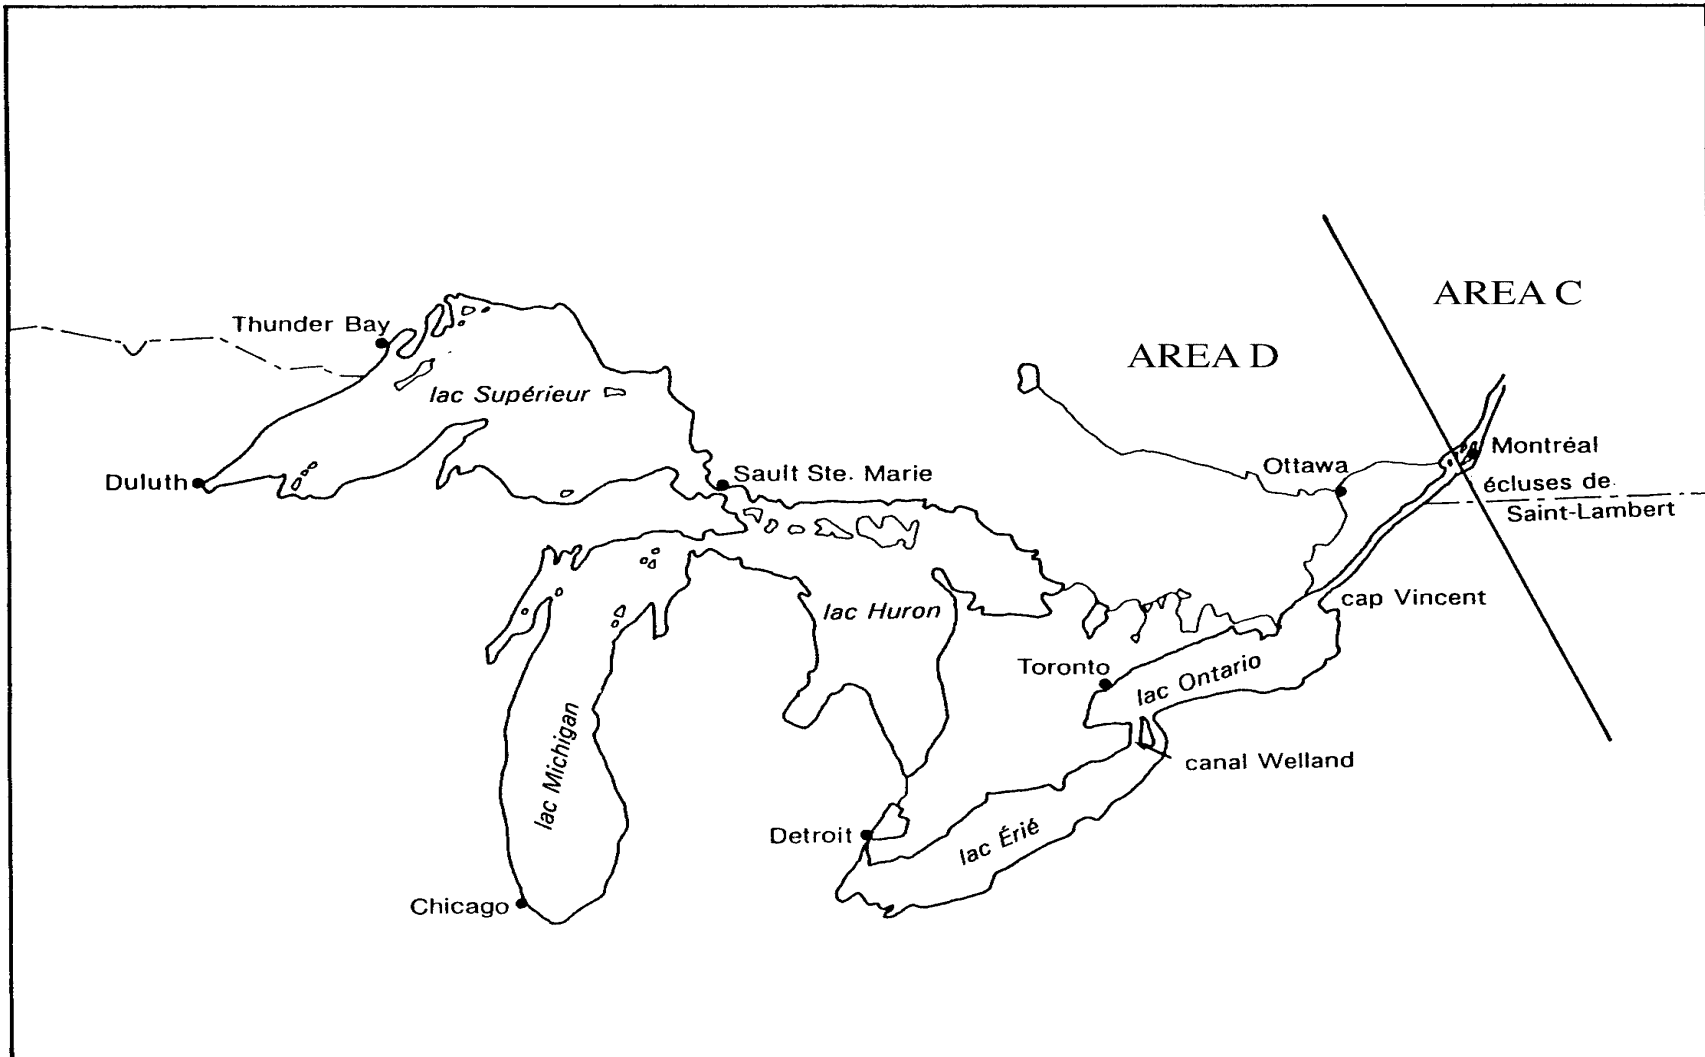 AREA C
Thunder Bay
AREA D
lac Supérieur
Montréal
Ottawa
Sault Ste. Marie
Duluth
écluses de
Saint-Lambert
cap Vincent
lac Huron
Toronto
lac Ontario
lac Michigan
canal Welland
Detroit
lac Érié
Chicago